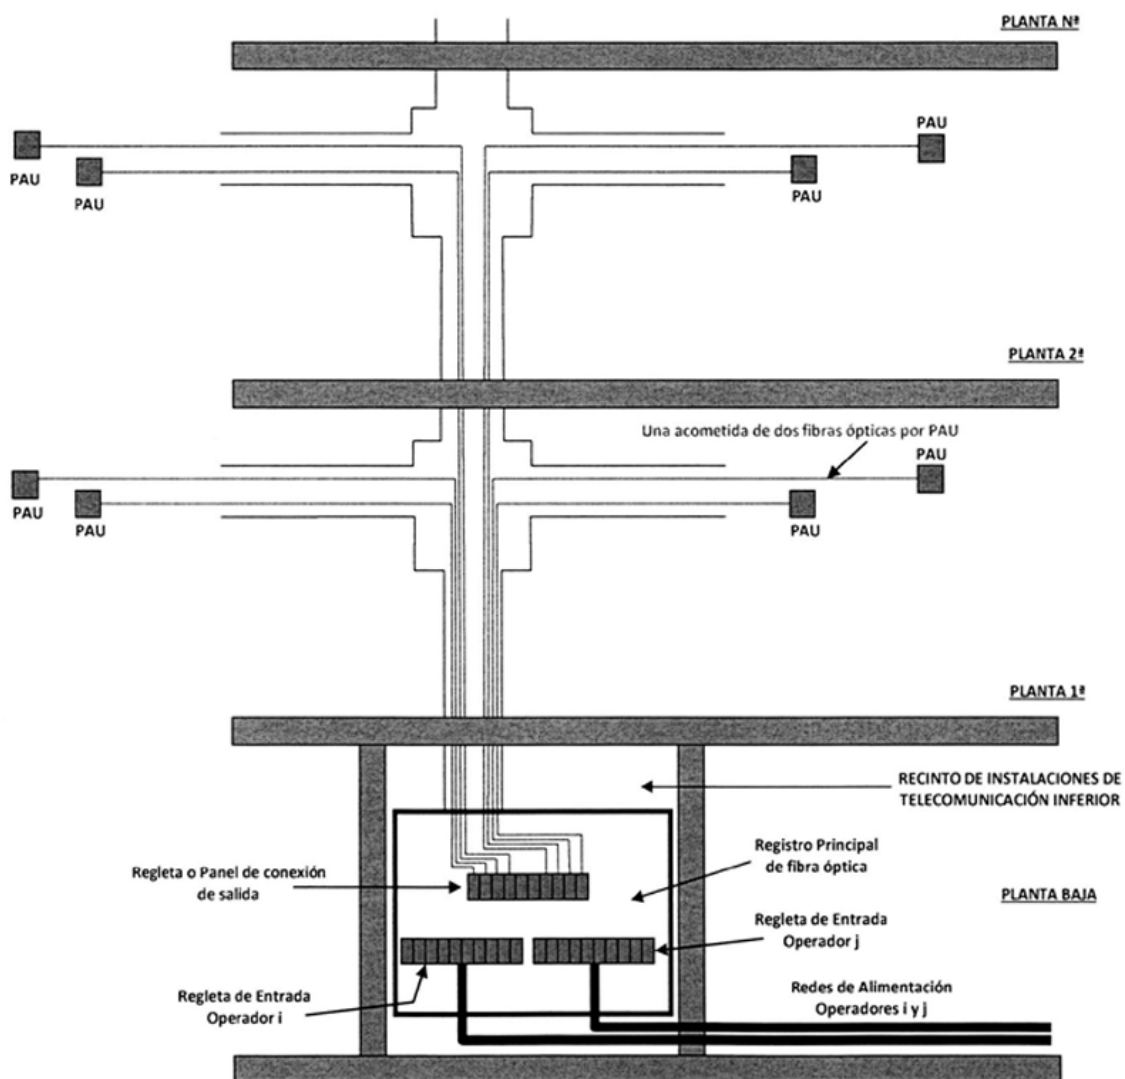 PLANTA Nª
PAU
PAU
PAU
PAU
PLANTA 2ª
Una acometida de dos fibras ópticas por PAU
PAU
PAU
PAU
PAU
PLANTA 1ª
RECINTO DE INSTALACIONES DE
TELECOMUNICACIÓN INFERIOR
Registro Principal
de fibra óptica
Regleta o Panel de conexión
de salida
PLANTA BAJA
Regleta de Entrada
Operador j
Redes de Alimentación
Operadores i y j
Regleta de Entrada
Operador i